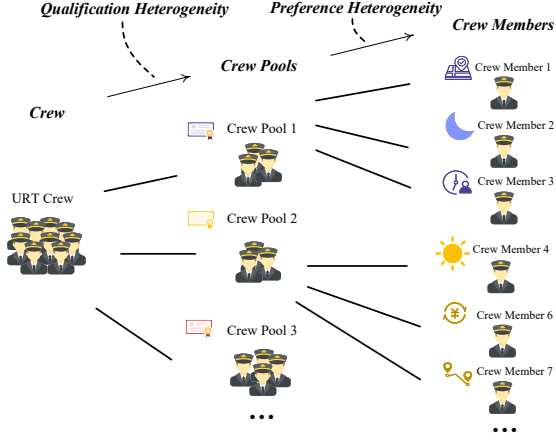 Qualification Heterogeneity
Preference Heterogeneity
Crew
Crew Pools
Crew Members
URT Crew
Crew Pool 1
Crew Pool 2
Crew Pool 3
...
Crew Member 1
Crew Member 2
Crew Member 3
Crew Member 4
Crew Member 6
¥
Crew Member 7
...